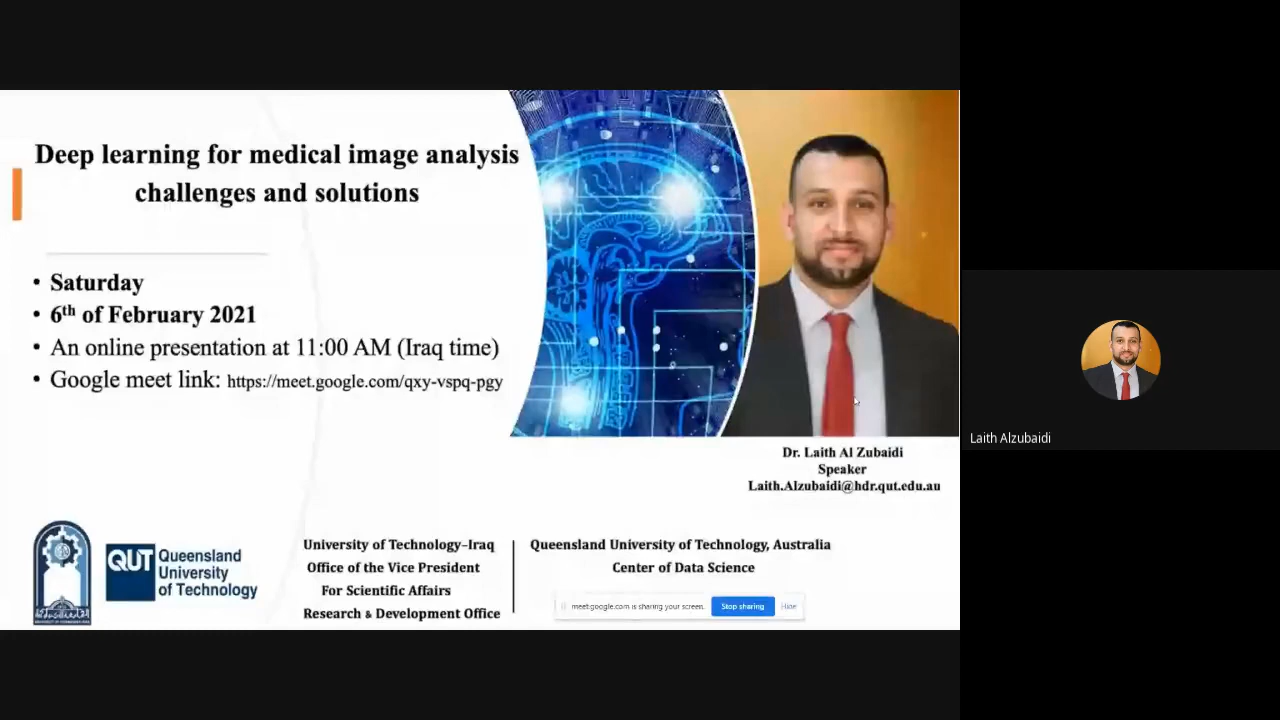 Deep learning for medical image analysis
challenges and solutions
• Saturday
• 6th of February 2021
• An online presentation at 11:00 AM (Iraq time)
• Google meet link: https://meet.google.com/qxy-vspq-pgy
Dr. Laith Al Zubaidi
Speaker
Laith.Alzubaidi@hdr.qut.edu.au
Laith Alzubaidi
QUT
Queensland
University
of Technology
University of Technology–Iraq
Office of the Vice President
For Scientific Affairs
Research & Development Office
Queensland University of Technology, Australia
Center of Data Science
meet.google.com is sharing your screen.
Stop sharing
Hide